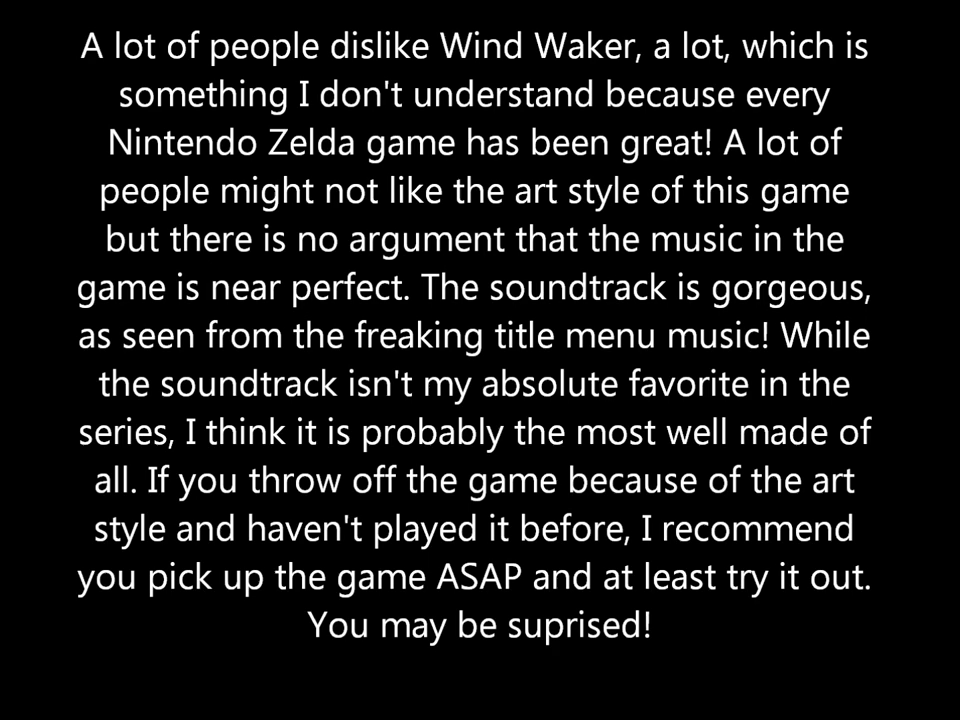 A lot of people dislike Wind Waker, a lot, which is
something I don't understand because every
Nintendo Zelda game has been great! A lot of
people might not like the art style of this game
but there is no argument that the music in the
game is near perfect. The soundtrack is gorgeous,
as seen from the freaking title menu music! While
the soundtrack isn't my absolute favorite in the
series, I think it is probably the most well made of
all. If you throw off the game because of the art
style and haven't played it before, I recommend
you pick up the game ASAP and at least try it out.
You may be suprised!